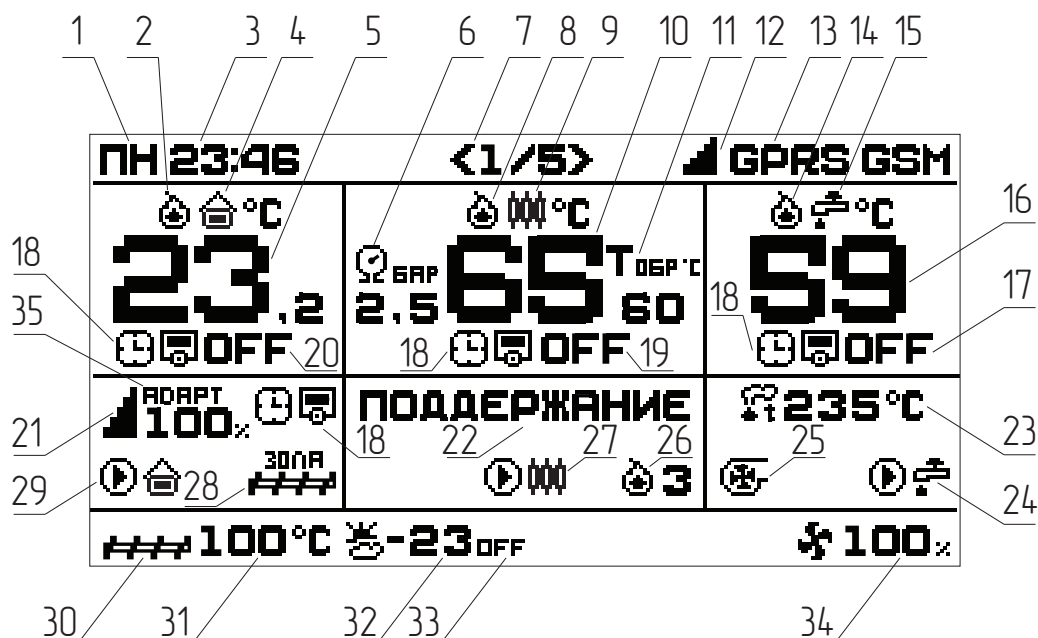 1 2 3 4 5 6 7 8 9 10 11 12 13 14 15
ПН 23:46 <1/5> GPRS GSM
°C °C °C 16
23.2 БАР 2.5 65 Т ОБР °C 60 59
18 18 17
35 OFF 20 18 OFF 19 OFF
ADAPT
21 100% 18 ПОДДЕРЖАНИЕ 235°C 23
22 27 26 25
29 28 ЗОЛА 3 24
100°C -23 OFF 100%
30 31 32 33 34